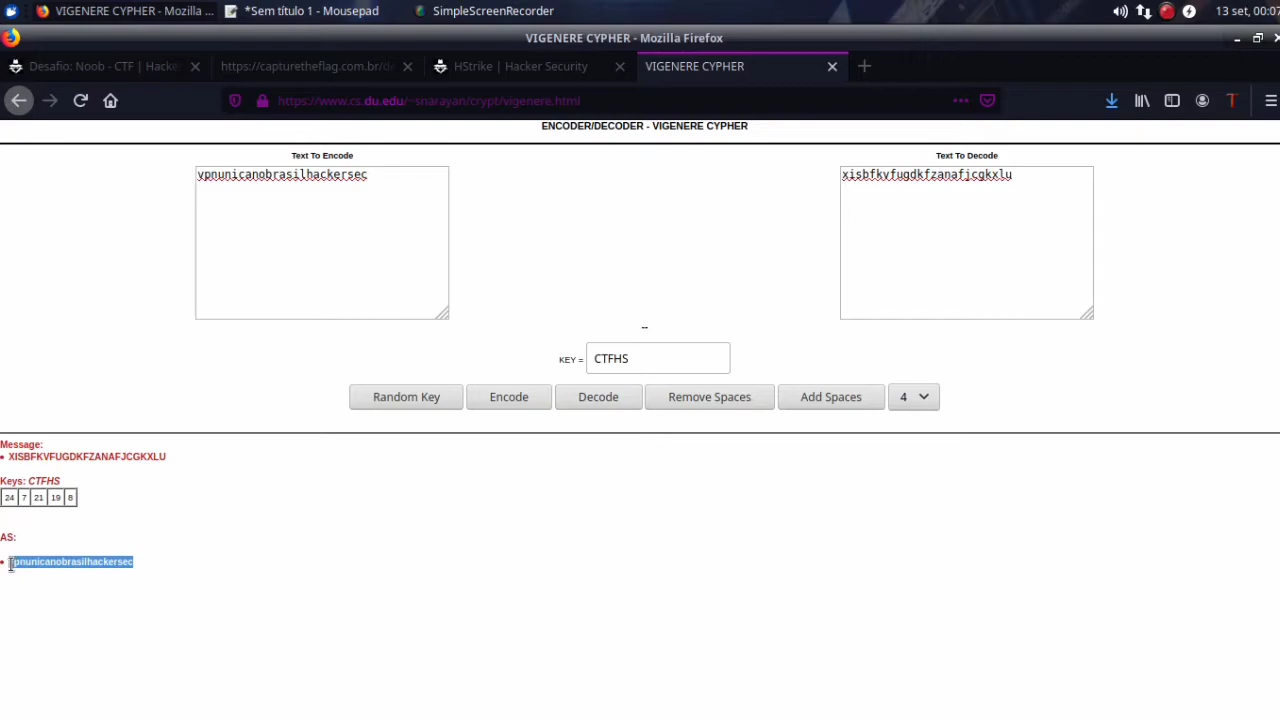 VIGENERE CYPHER - Mozilla ...
*Sem título 1 - Mousepad
SimpleScreenRecorder
13 set, 00:07
VIGENERE CYPHER - Mozilla Firefox
Desafio: Noob - CTF | Hacke
https://capturetheflag.com.br/de
HStrike | Hacker Security
VIGENERE CYPHER
https://www.cs.du.edu/~snarayan/crypt/vigenere.html
ENCODER/DECODER - VIGENERE CYPHER
Text To Encode
Text To Decode
vpnunicanobrasilhackersec
xisbfkvfugdkfzanafjcgkxlu
--
KEY =
CTFHS
Random Key
Encode
Decode
Remove Spaces
Add Spaces
4
Message:
• XISBFKVFUGDKFZANAFJCGKXLU
Keys: CTFHS
24 7 21 19 8
AS:
• vpnunicanobrasilhackersec